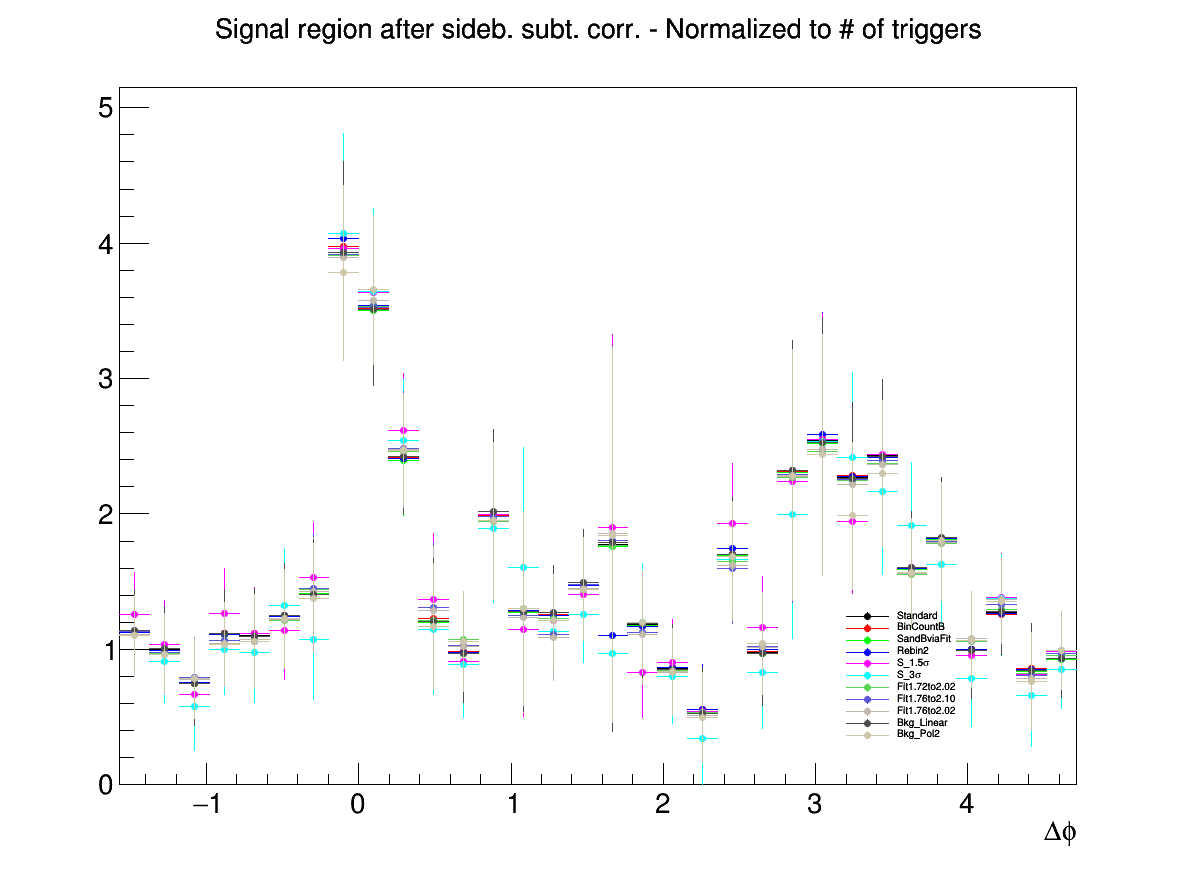 Signal region after sideb. subt. corr. - Normalized to # of triggers
5
4
3
2
1
0
−1 0 1 2 3 4
Δϕ
Standard
BinCountB
SandBviaFit
Rebin2
S_1.5σ
S_3σ
Fit1.72to2.02
Fit1.76to2.10
Fit1.76to2.02
Bkg_Linear
Bkg_Pol2